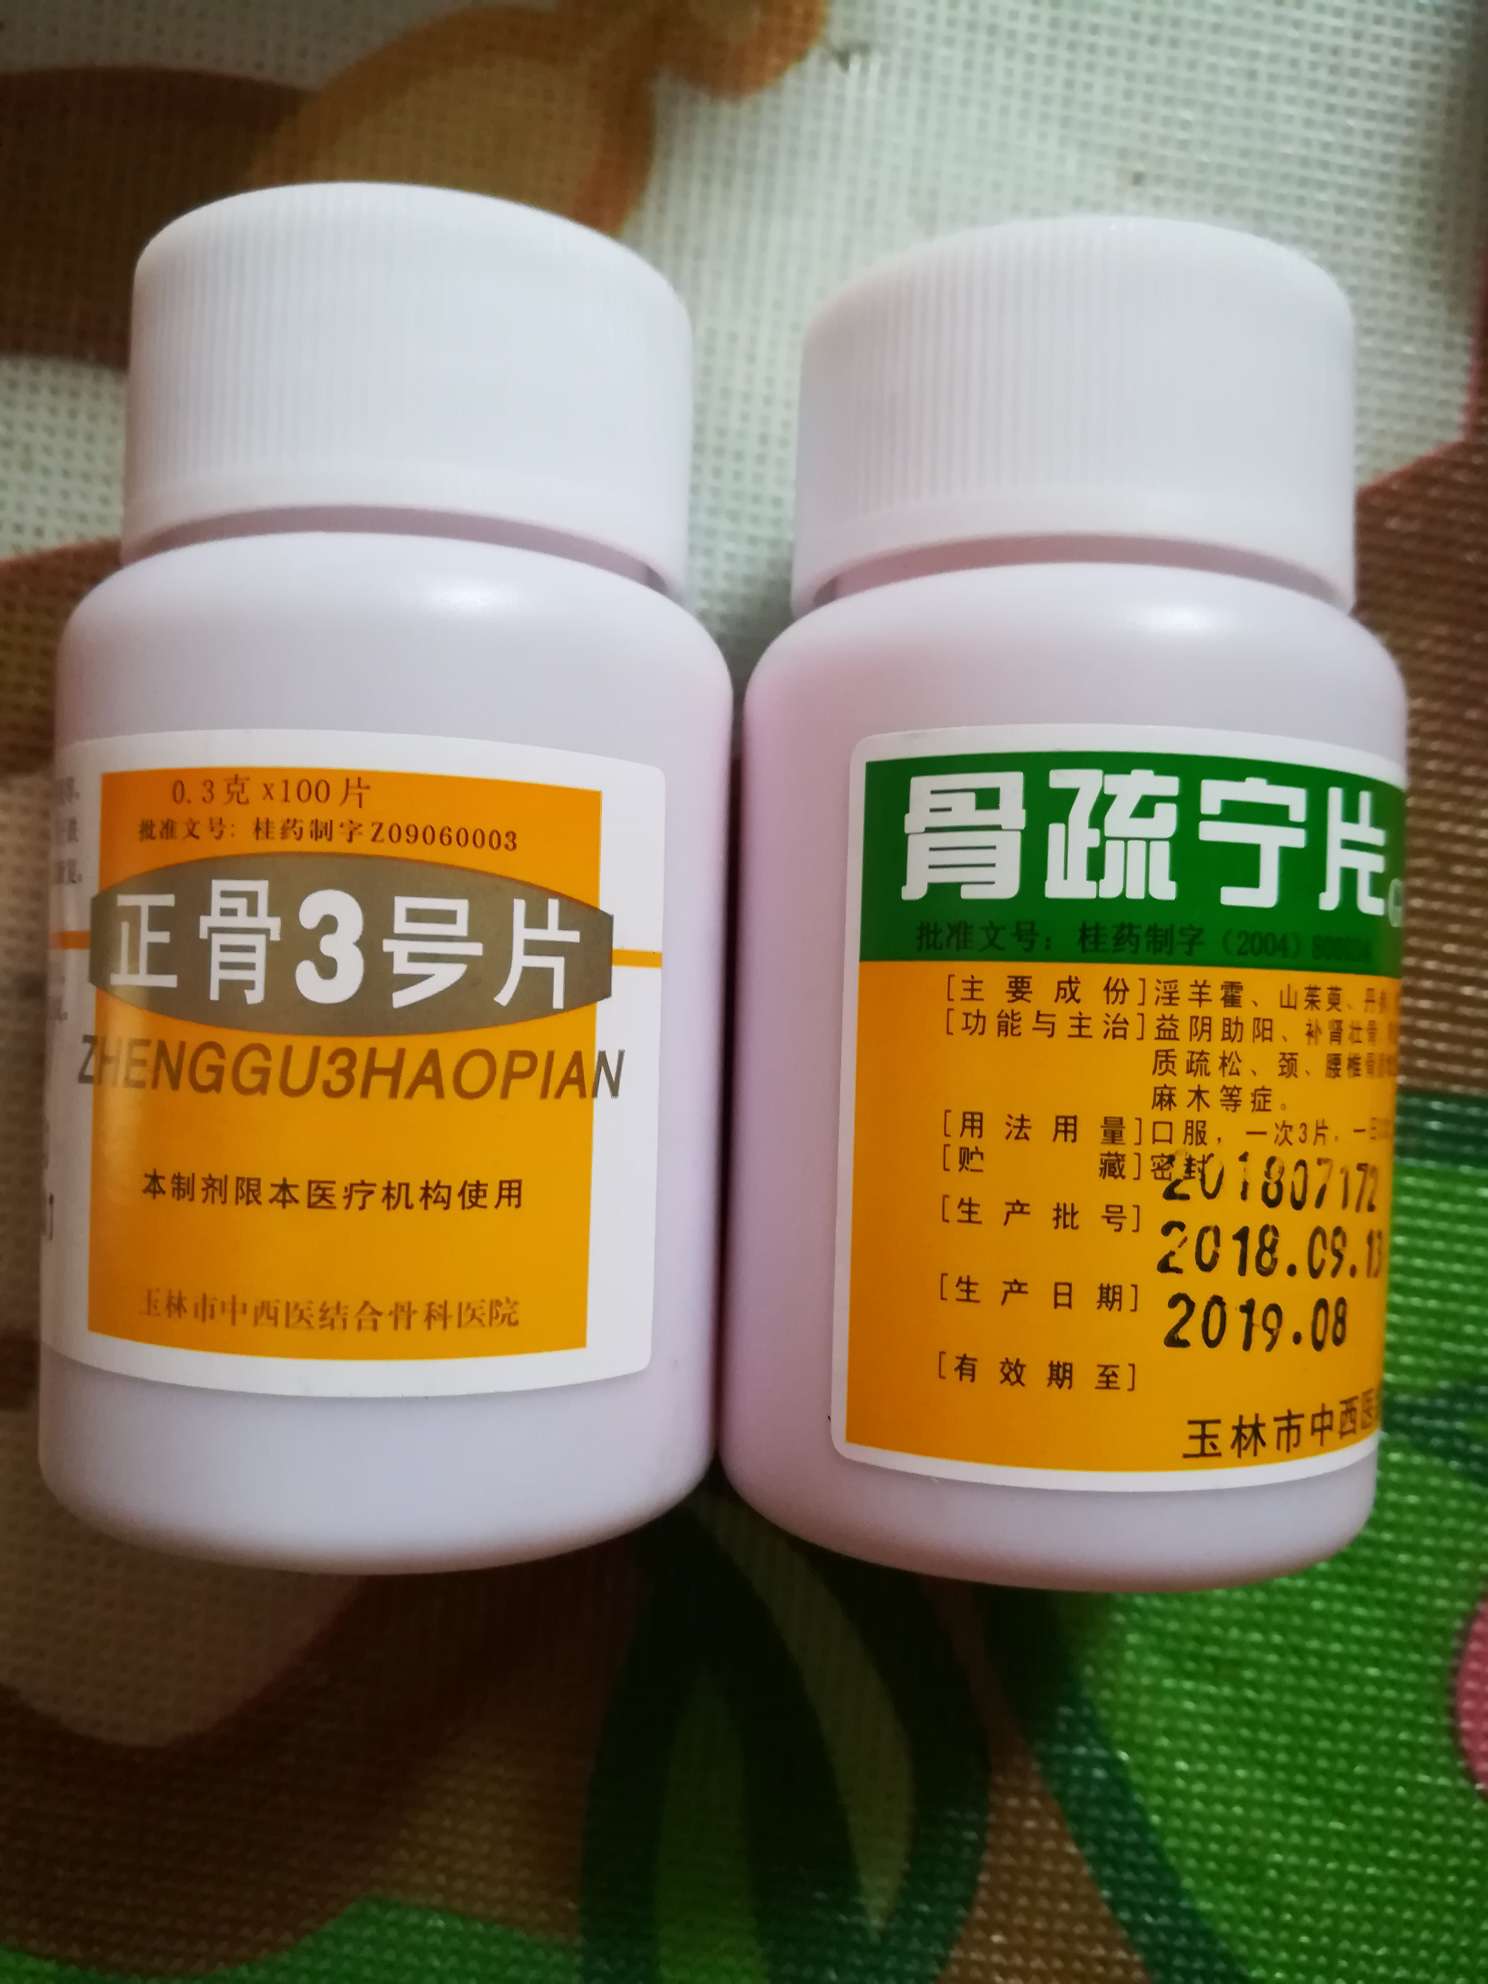 0.3克x100片
批准文号：桂药制字Z09060003
正骨3号片
ZHENGGU3HAOPIAN
本制剂限本医疗机构使用
玉林市中西医结合骨科医院
骨疏宁片
批准文号：桂药制字（2004）
[主要成份]淫羊藿、山茱萸、丹参
[功能与主治]益阴助阳、补肾壮骨
质疏松、颈、腰椎骨
麻木等症。
[用法用量]口服，一次3片，一日
[贮藏]密封
[生产批号]201807172
[生产日期]2018.09.13
[有效期至]2019.08
玉林市中西医